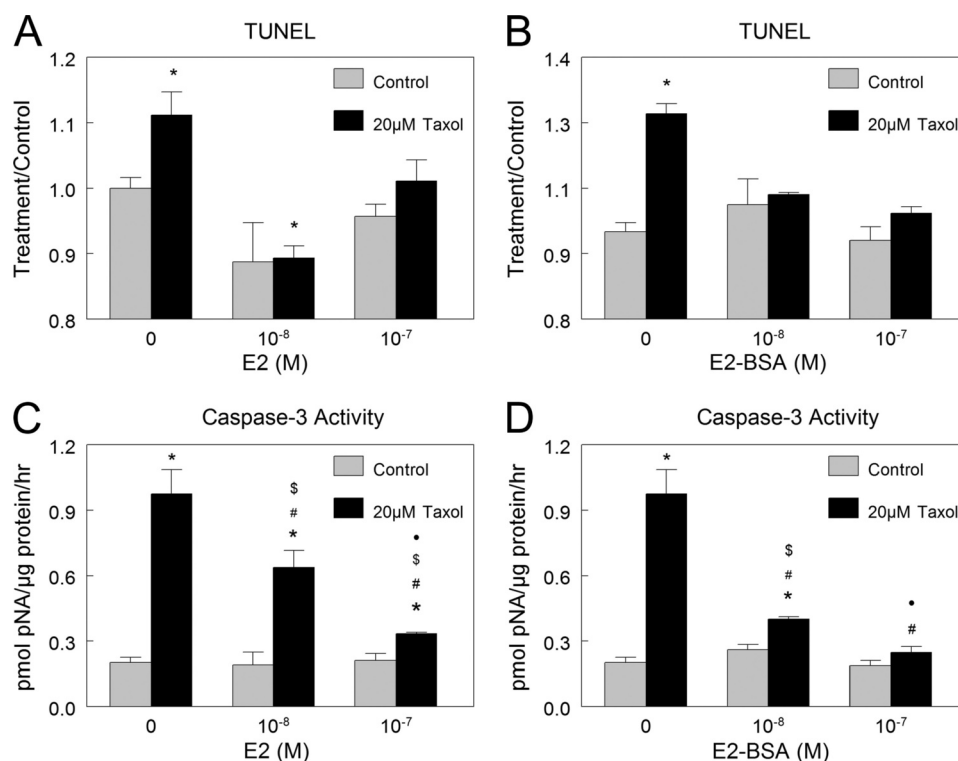 A
TUNEL
Treatment/Control
1.2
1.1
1.0
0.9
0.8
Control
20µM Taxol
*
*
0
10⁻⁸
10⁻⁷
E2 (M)
B
TUNEL
Treatment/Control
1.4
1.3
1.1
0.9
0.8
Control
20µM Taxol
*
0
10⁻⁸
10⁻⁷
E2-BSA (M)
C
Caspase-3 Activity
pmol pNA/µg protein/hr
1.2
0.9
0.6
0.3
0.0
Control
20µM Taxol
*
$
#
*
•
$
#
*
0
10⁻⁸
10⁻⁷
E2 (M)
D
Caspase-3 Activity
pmol pNA/µg protein/hr
1.2
0.9
0.6
0.3
0.0
Control
20µM Taxol
*
$
#
*
•
#
0
10⁻⁸
10⁻⁷
E2-BSA (M)